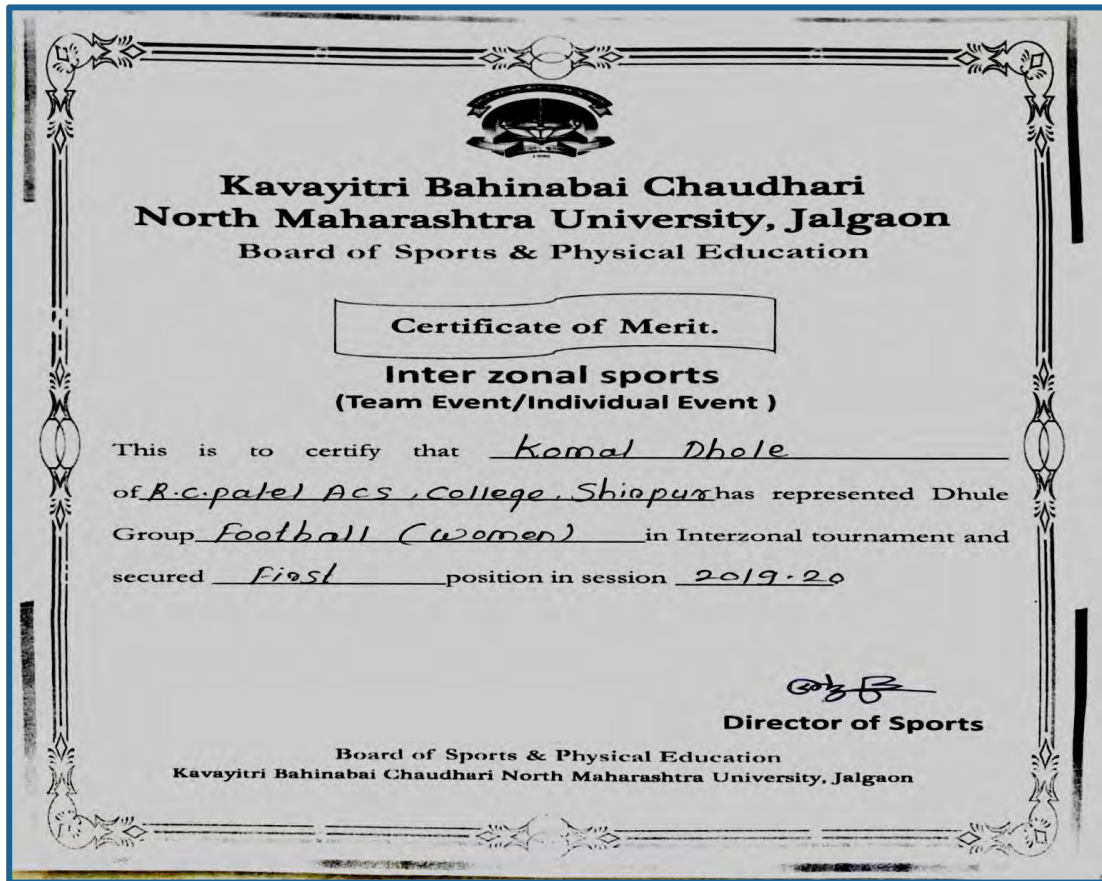 Kavayitri Bahinabai Chaudhari
North Maharashtra University, Jalgaon
Board of Sports & Physical Education
Certificate of Merit.
Inter zonal sports
(Team Event/Individual Event )
This is to certify that Komal Dhole
of R.C.patel ACS, College, Shirpur has represented Dhule
Group Football (women) in Interzonal tournament and
secured First position in session 2019-20
Director of Sports
Board of Sports & Physical Education
Kavayitri Bahinabai Chaudhari North Maharashtra University, Jalgaon